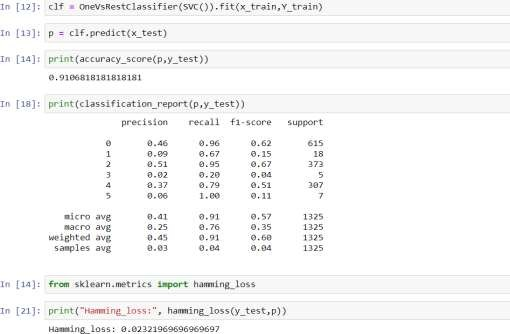 In [12]: clf = OneVsRestClassifier(SVC()).fit(x_train,Y_train)
In [13]: p = clf.predict(x_test)
In [14]: print(accuracy_score(p,y_test))
0.9106818181818181
In [18]: print(classification_report(p,y_test))
precision recall f1-score support
0 0.46 0.96 0.62 615
1 0.09 0.67 0.15 18
2 0.51 0.95 0.67 373
3 0.02 0.20 0.04 5
4 0.37 0.79 0.51 307
5 0.06 1.00 0.11 7
micro avg 0.41 0.91 0.57 1325
macro avg 0.25 0.76 0.35 1325
weighted avg 0.45 0.91 0.60 1325
samples avg 0.03 0.04 0.04 1325
In [14]: from sklearn.metrics import hamming_loss
In [21]: print("Hamming_loss:", hamming_loss(y_test,p))
Hamming_loss: 0.02321969696969697